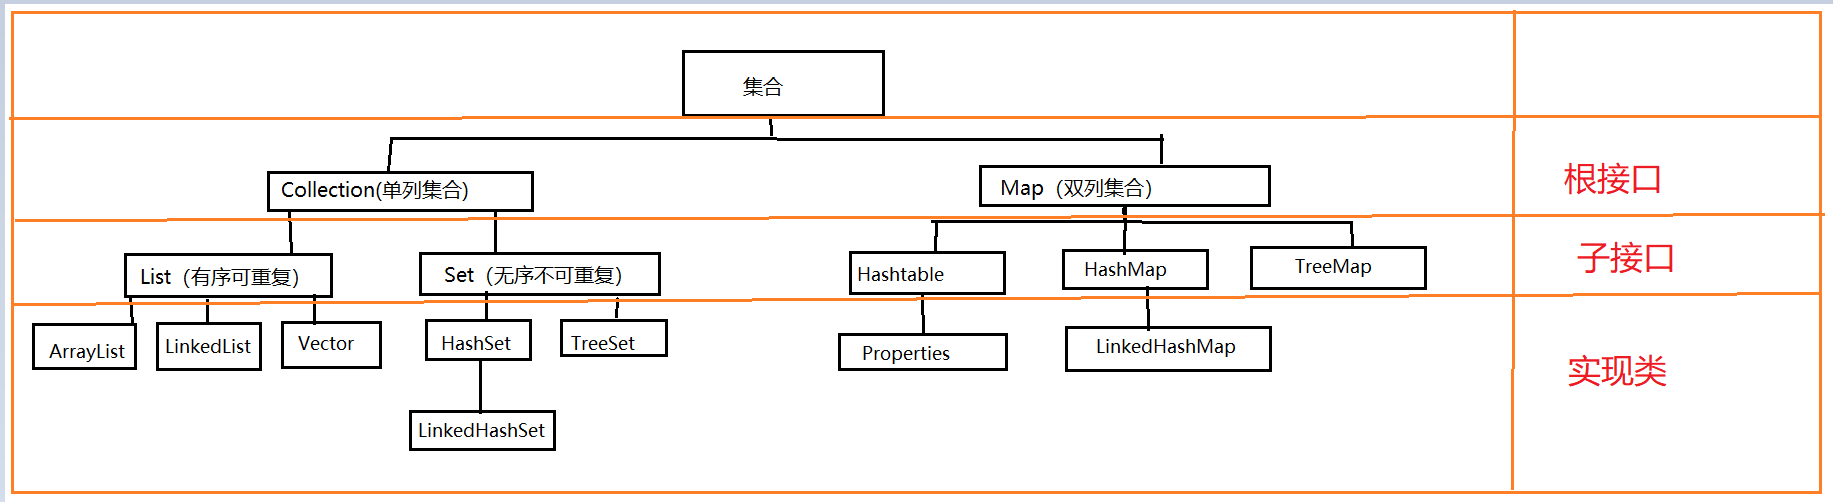 集合
Collection(单列集合)
Map（双列集合）
根接口
List（有序可重复）
Set（无序不可重复）
Hashtable
HashMap
TreeMap
子接口
ArrayList
LinkedList
Vector
HashSet
TreeSet
Properties
LinkedHashMap
实现类
LinkedHashSet